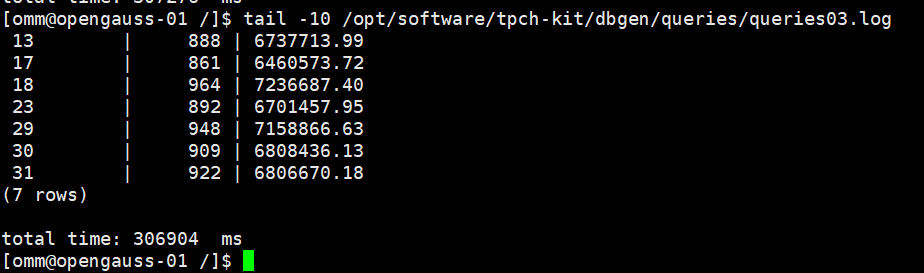 [omm@opengauss-01 /]$ tail -10 /opt/software/tpch-kit/dbgen/queries/queries03.log
13 | 888 | 6737713.99
17 | 861 | 6460573.72
18 | 964 | 7236687.40
23 | 892 | 6701457.95
29 | 948 | 7158866.63
30 | 909 | 6808436.13
31 | 922 | 6806670.18
(7 rows)
total time: 306904 ms
[omm@opengauss-01 /]$